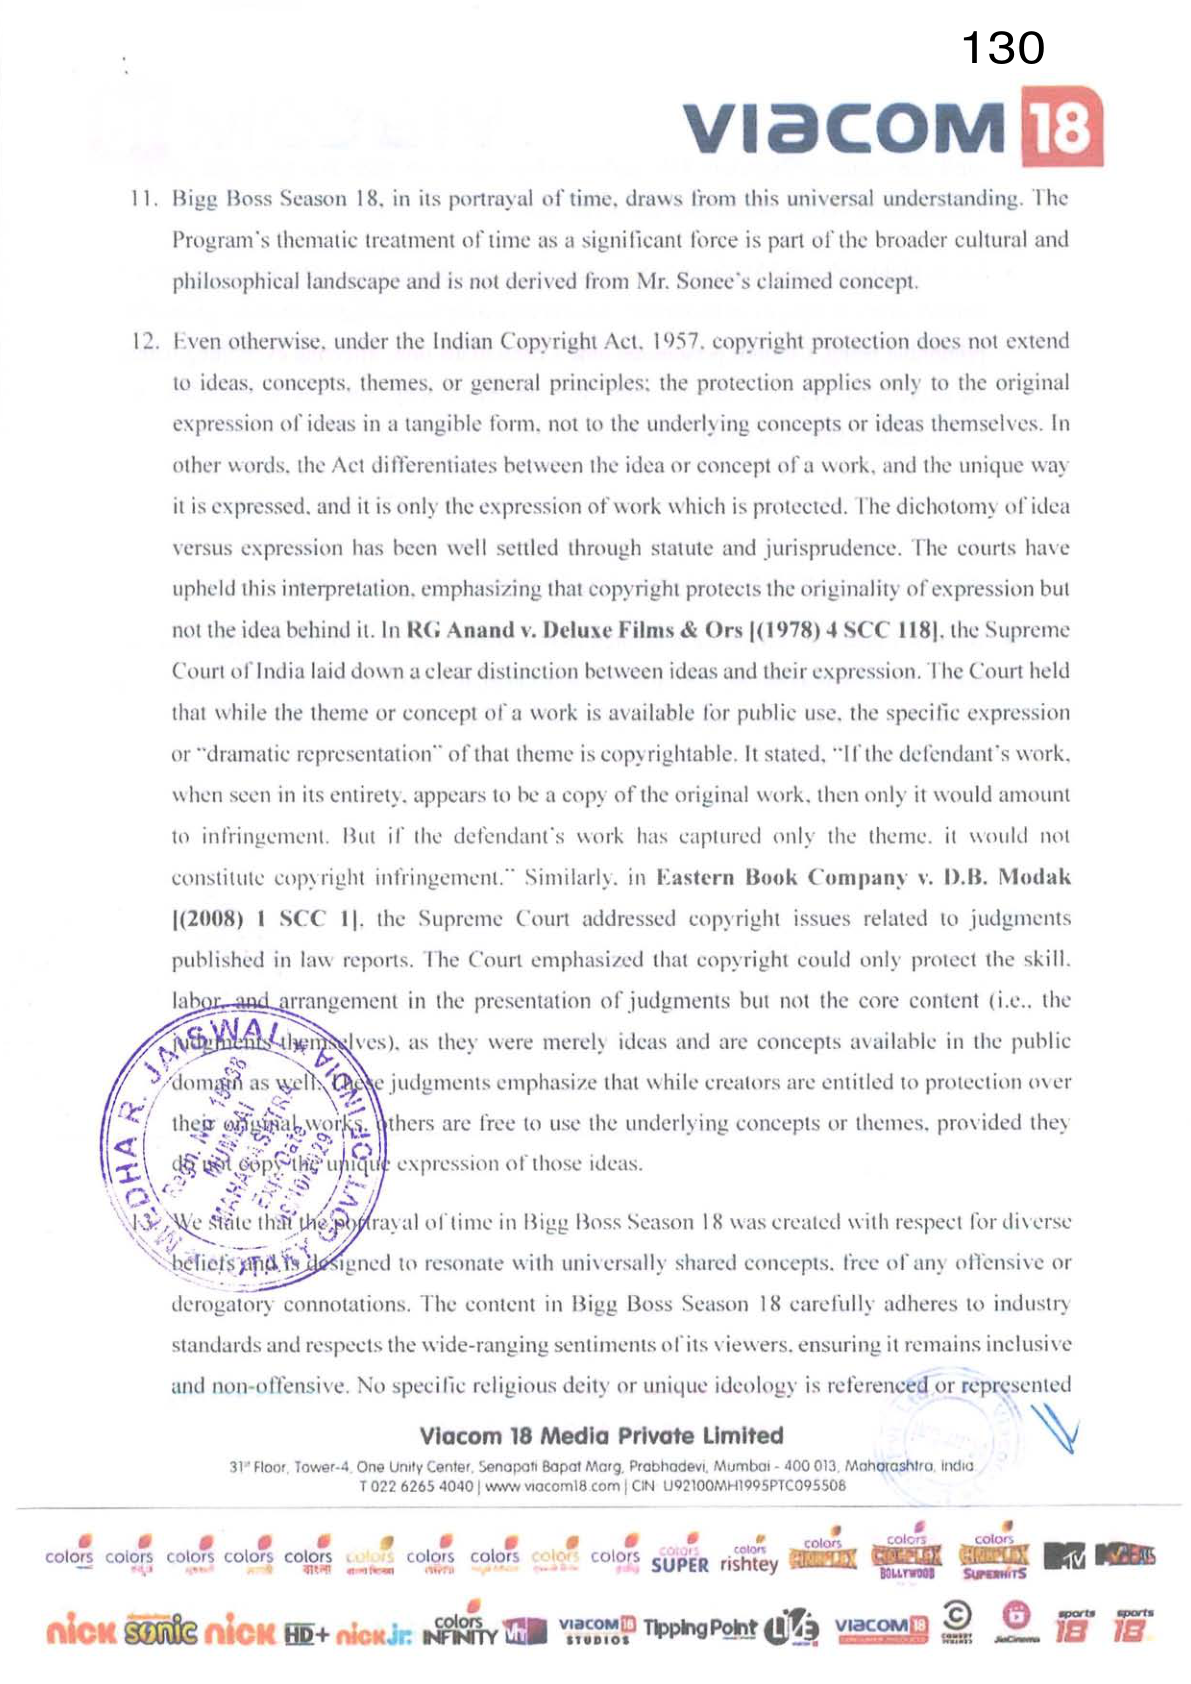 130
VIACOM 18
11. Bigg Boss Season 18, in its portrayal of time, draws from this universal understanding. The
Program's thematic treatment of time as a significant force is part of the broader cultural and
philosophical landscape and is not derived from Mr. Sonee's claimed concept.
12. Even otherwise, under the Indian Copyright Act, 1957, copyright protection does not extend
to ideas, concepts, themes, or general principles; the protection applies only to the original
expression of ideas in a tangible form, not to the underlying concepts or ideas themselves. In
other words, the Act differentiates between the idea or concept of a work, and the unique way
it is expressed, and it is only the expression of work which is protected. The dichotomy of idea
versus expression has been well settled through statute and jurisprudence. The courts have
upheld this interpretation, emphasizing that copyright protects the originality of expression but
not the idea behind it. In RG Anand v. Deluxe Films & Ors [(1978) 4 SCC 118], the Supreme
Court of India laid down a clear distinction between ideas and their expression. The Court held
that while the theme or concept of a work is available for public use, the specific expression
or "dramatic representation" of that theme is copyrightable. It stated, "If the defendant's work,
when seen in its entirety, appears to be a copy of the original work, then only it would amount
to infringement. But if the defendant's work has captured only the theme, it would not
constitute copyright infringement." Similarly, in Eastern Book Company v. D.B. Modak
[(2008) 1 SCC 1], the Supreme Court addressed copyright issues related to judgments
published in law reports. The Court emphasized that copyright could only protect the skill,
labor, and arrangement in the presentation of judgments but not the core content (i.e., the
judgments themselves), as they were merely ideas and are concepts available in the public
domain as well. These judgments emphasize that while creators are entitled to protection over
their original works, others are free to use the underlying concepts or themes, provided they
do not copy the unique expression of those ideas.
13. We state that the portrayal of time in Bigg Boss Season 18 was created with respect for diverse
beliefs and is designed to resonate with universally shared concepts, free of any offensive or
derogatory connotations. The content in Bigg Boss Season 18 carefully adheres to industry
standards and respects the wide-ranging sentiments of its viewers, ensuring it remains inclusive
and non-offensive. No specific religious deity or unique ideology is referenced or represented
MEDHA R. JAISWAL
NOTARY GOVT. OF INDIA
MUMBAI
MAHARASHTRA
Viacom 18 Media Private Limited
31st Floor, Tower-4, One Unity Center, Senapati Bapat Marg, Prabhadevi, Mumbai - 400 013, Maharashtra, India
T 022 6265 4040 | www viacom18.com | CIN U92100MH1995PTC095508
colors colors colors colors colors colors colors colors colors colors colors SUPER colors rishtey colors CINEPLEX colors CINEPLEX BOLLYWOOD colors CINEPLEX SUPERHITS MTV
বাংলা
nick sonic nick HD+ nick jr. colors INFINITY VH1 VIACOM 18 STUDIOS Tipping Point LIVE VIACOM 18 JioCinema sports 18 sports 18